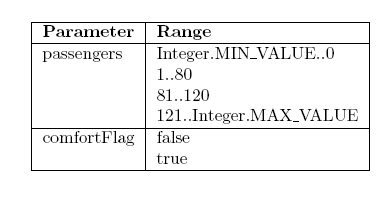 Parameter Range
passengers Integer.MIN_VALUE..0
1..80
81..120
121..Integer.MAX_VALUE
comfortFlag false
true